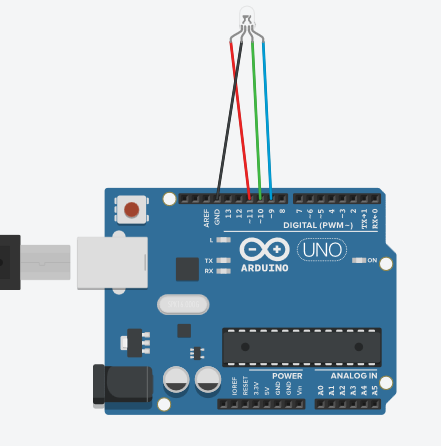 AREF
GND
13
12
~11
~10
~9
8
7
~6
~5
4
~3
2
TX→1
RX←0
DIGITAL (PWM~)
L
TX
RX
ARDUINO
UNO
ON
IOREF
RESET
3.3V
5V
GND
GND
Vin
POWER
ANALOG IN
A0
A1
A2
A3
A4
A5